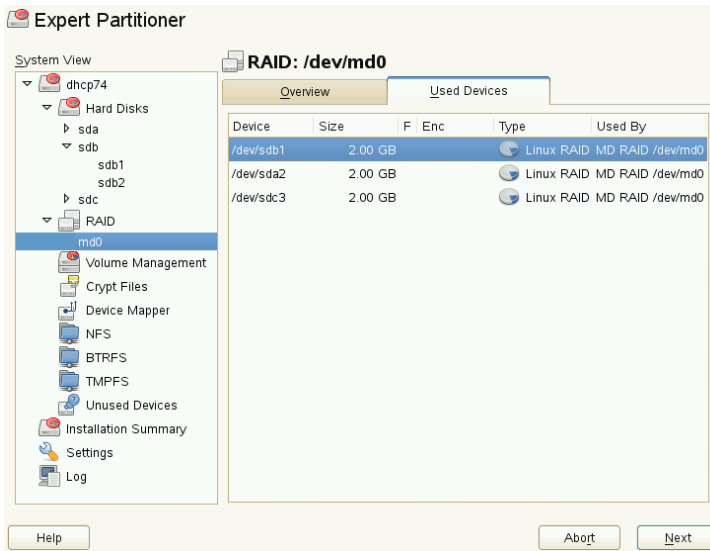 Expert Partitioner
System View
dhcp74
Hard Disks
sda
sdb
sdb1
sdb2
sdc
RAID
md0
Volume Management
Crypt Files
Device Mapper
NFS
BTRFS
TMPFS
Unused Devices
Installation Summary
Settings
Log
RAID: /dev/md0
Overview Used Devices
Device Size F Enc Type Used By
/dev/sdb1 2.00 GB Linux RAID MD RAID /dev/md0
/dev/sda2 2.00 GB Linux RAID MD RAID /dev/md0
/dev/sdc3 2.00 GB Linux RAID MD RAID /dev/md0
Help Abort Next